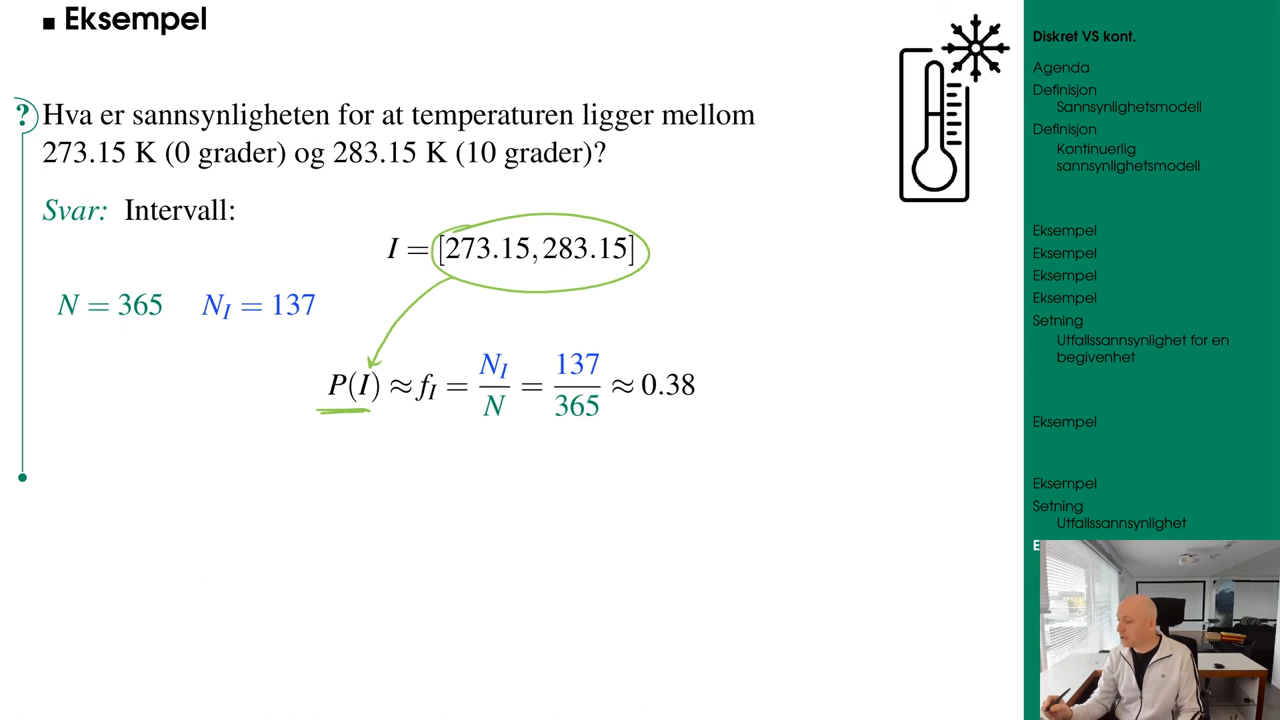 Eksempel
? Hva er sannsynligheten for at temperaturen ligger mellom
273.15 K (0 grader) og 283.15 K (10 grader)?
Svar: Intervall:
I = [273.15, 283.15]
N = 365 N_I = 137
P(I) ≈ f_I = N_I / N = 137 / 365 ≈ 0.38
Diskret VS kont.
Agenda
Definisjon
Sannsynlighetsmodell
Definisjon
Kontinuerlig
sannsynlighetsmodell
Eksempel
Eksempel
Eksempel
Eksempel
Setning
Utfallssannsynlighet for en
begivenhet
Eksempel
Eksempel
Setning
Utfallssannsynlighet